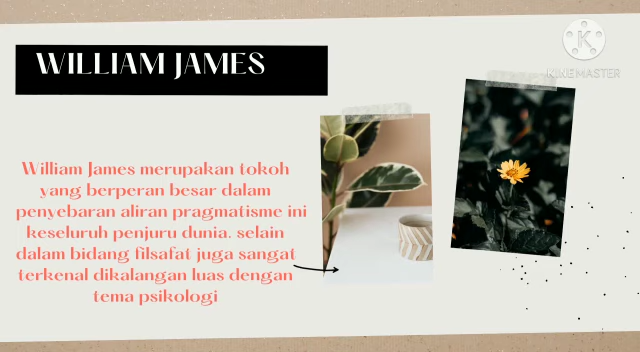 WILLIAM JAMES
K
KINEMASTER
William James merupakan tokoh
yang berperan besar dalam
penyebaran aliran pragmatisme ini
keseluruh penjuru dunia. selain
dalam bidang filsafat juga sangat
terkenal dikalangan luas dengan
tema psikologi